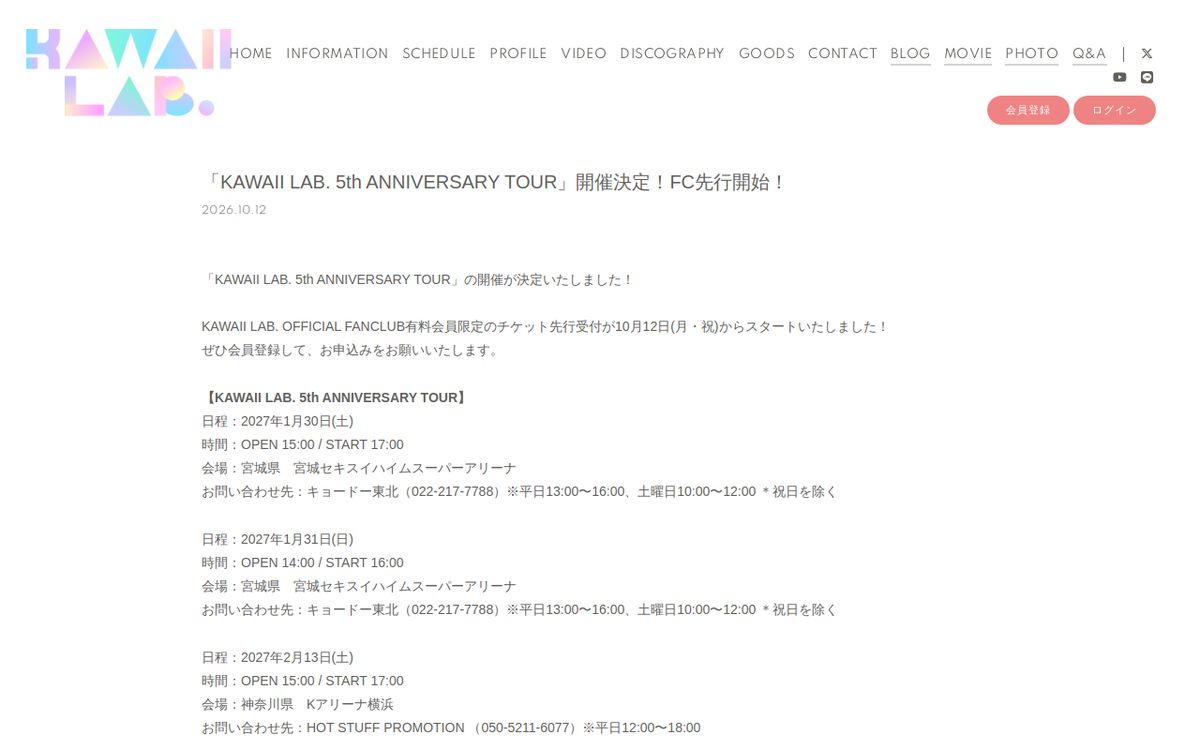 KAWAII
LAB.
HOME INFORMATION SCHEDULE PROFILE VIDEO DISCOGRAPHY GOODS CONTACT BLOG MOVIE PHOTO Q&A | X
会員登録 ログイン
「KAWAII LAB. 5th ANNIVERSARY TOUR」開催決定！FC先行開始！
2026.10.12
「KAWAII LAB. 5th ANNIVERSARY TOUR」の開催が決定いたしました！
KAWAII LAB. OFFICIAL FANCLUB有料会員限定のチケット先行受付が10月12日(月・祝)からスタートいたしました！
ぜひ会員登録して、お申込みをお願いいたします。
【KAWAII LAB. 5th ANNIVERSARY TOUR】
日程：2027年1月30日(土)
時間：OPEN 15:00 / START 17:00
会場：宮城県　宮城セキスイハイムスーパーアリーナ
お問い合わせ先：キョードー東北（022-217-7788）※平日13:00〜16:00、土曜日10:00〜12:00 ＊祝日を除く
日程：2027年1月31日(日)
時間：OPEN 14:00 / START 16:00
会場：宮城県　宮城セキスイハイムスーパーアリーナ
お問い合わせ先：キョードー東北（022-217-7788）※平日13:00〜16:00、土曜日10:00〜12:00 ＊祝日を除く
日程：2027年2月13日(土)
時間：OPEN 15:00 / START 17:00
会場：神奈川県　Kアリーナ横浜
お問い合わせ先：HOT STUFF PROMOTION （050-5211-6077）※平日12:00〜18:00